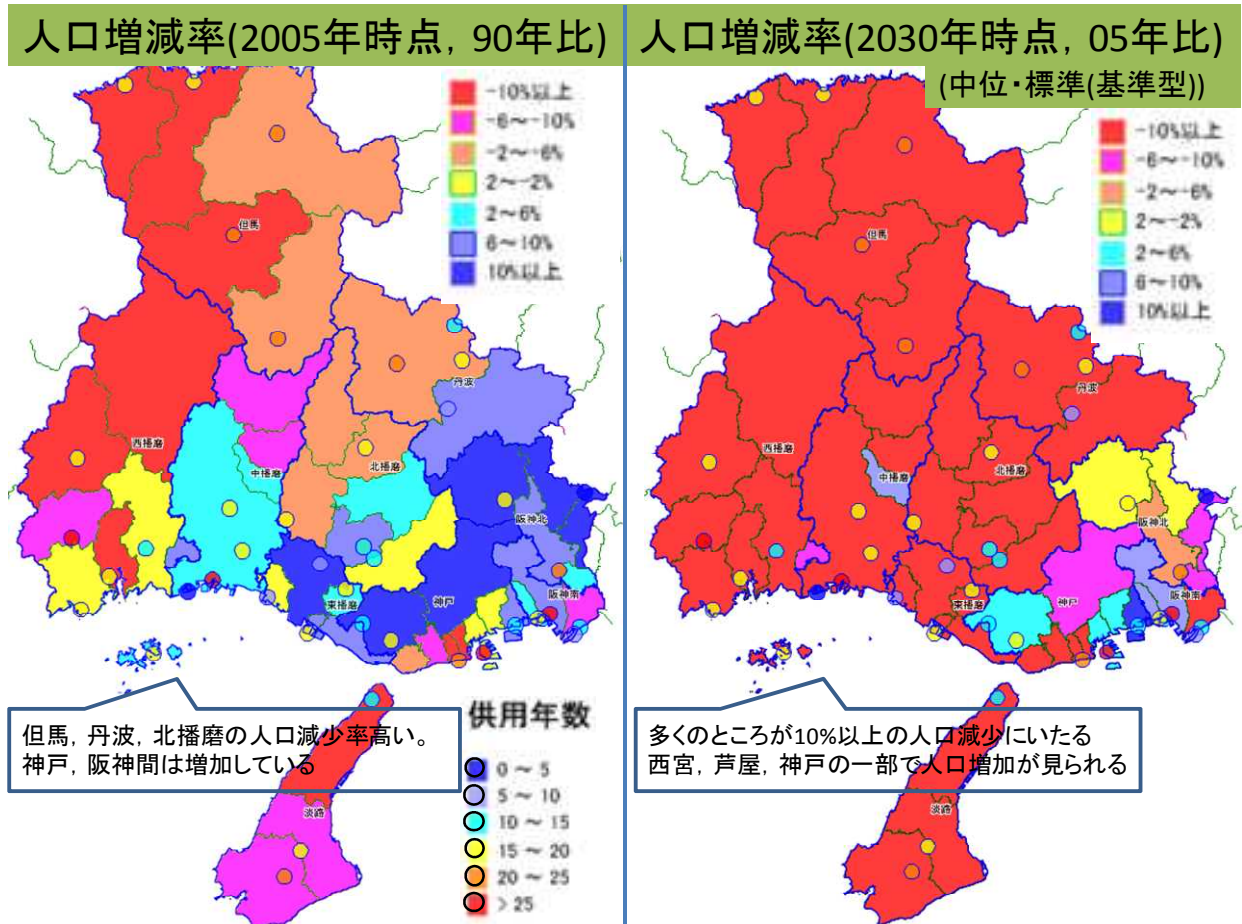 人口増減率(2005年時点, 90年比)
-10%以上
-6~-10%
-2~-6%
2~-2%
2~6%
6~10%
10%以上
但馬
丹波
西播磨
中播磨
北播磨
阪神北
東播磨
神戸
阪神南
淡路
但馬, 丹波, 北播磨の人口減少率高い。
神戸, 阪神間は増加している
供用年数
0 ~ 5
5 ~ 10
10 ~ 15
15 ~ 20
20 ~ 25
> 25
人口増減率(2030年時点, 05年比)
(中位・標準(基準型))
-10%以上
-6~-10%
-2~-6%
2~-2%
2~6%
6~10%
10%以上
但馬
丹波
西播磨
中播磨
北播磨
阪神北
東播磨
神戸
阪神南
淡路
多くのところが10%以上の人口減少にいたる
西宮, 芦屋, 神戸の一部で人口増加が見られる